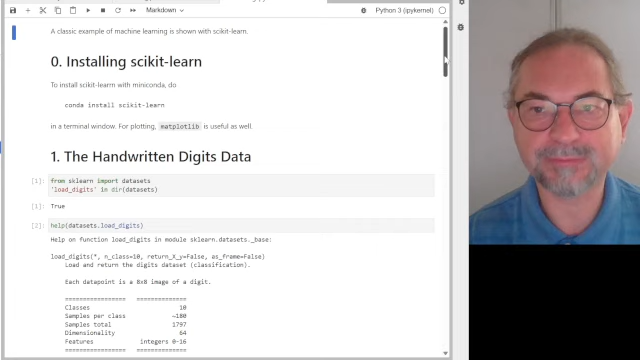 Markdown
Python 3 (ipykernel)
A classic example of machine learning is shown with scikit-learn.
0. Installing scikit-learn
To install scikit-learn with miniconda, do
conda install scikit-learn
in a terminal window. For plotting, matplotlib is useful as well.
1. The Handwritten Digits Data
[1]: from sklearn import datasets
'load_digits' in dir(datasets)
[1]: True
[2]: help(datasets.load_digits)
Help on function load_digits in module sklearn.datasets._base:
load_digits(*, n_class=10, return_X_y=False, as_frame=False)
Load and return the digits dataset (classification).
Each datapoint is a 8x8 image of a digit.
================= ==============
Classes 10
Samples per class ~180
Samples total 1797
Dimensionality 64
Features integers 0-16
================= ==============